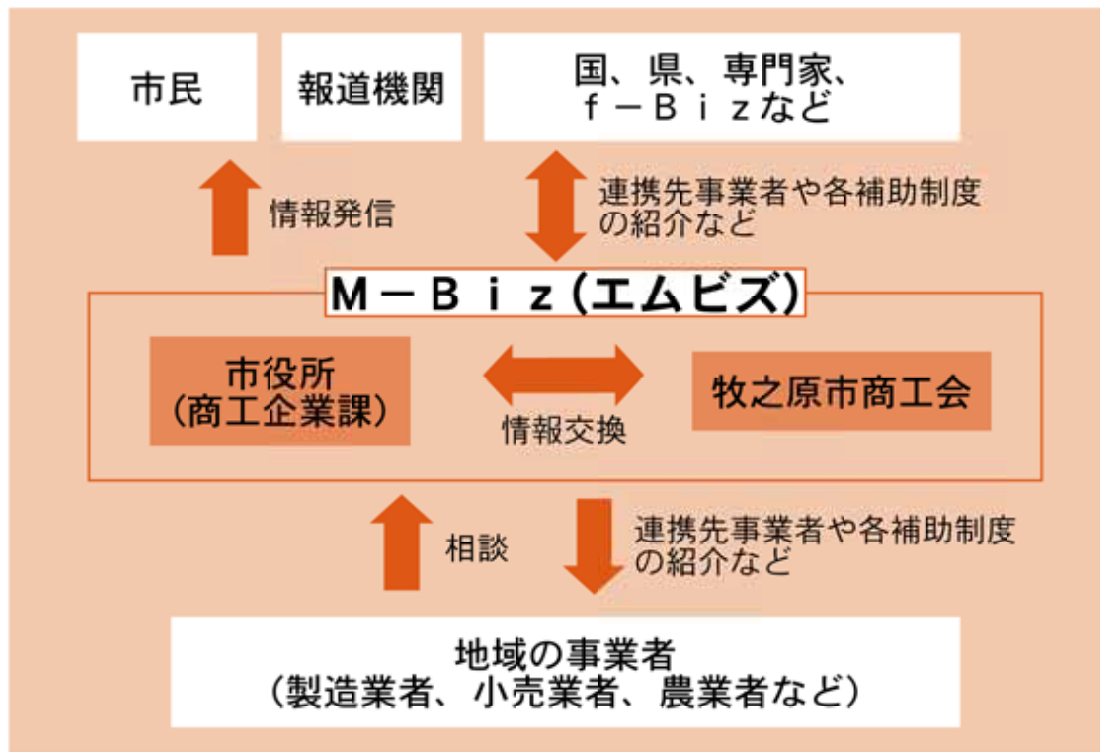 市民
報道機関
国、県、専門家、
f－Bizなど
情報発信
連携先事業者や各補助制度
の紹介など
M－Biz(エムビズ)
市役所
(商工企業課)
情報交換
牧之原市商工会
相談
連携先事業者や各補助制度
の紹介など
地域の事業者
(製造業者、小売業者、農業者など)